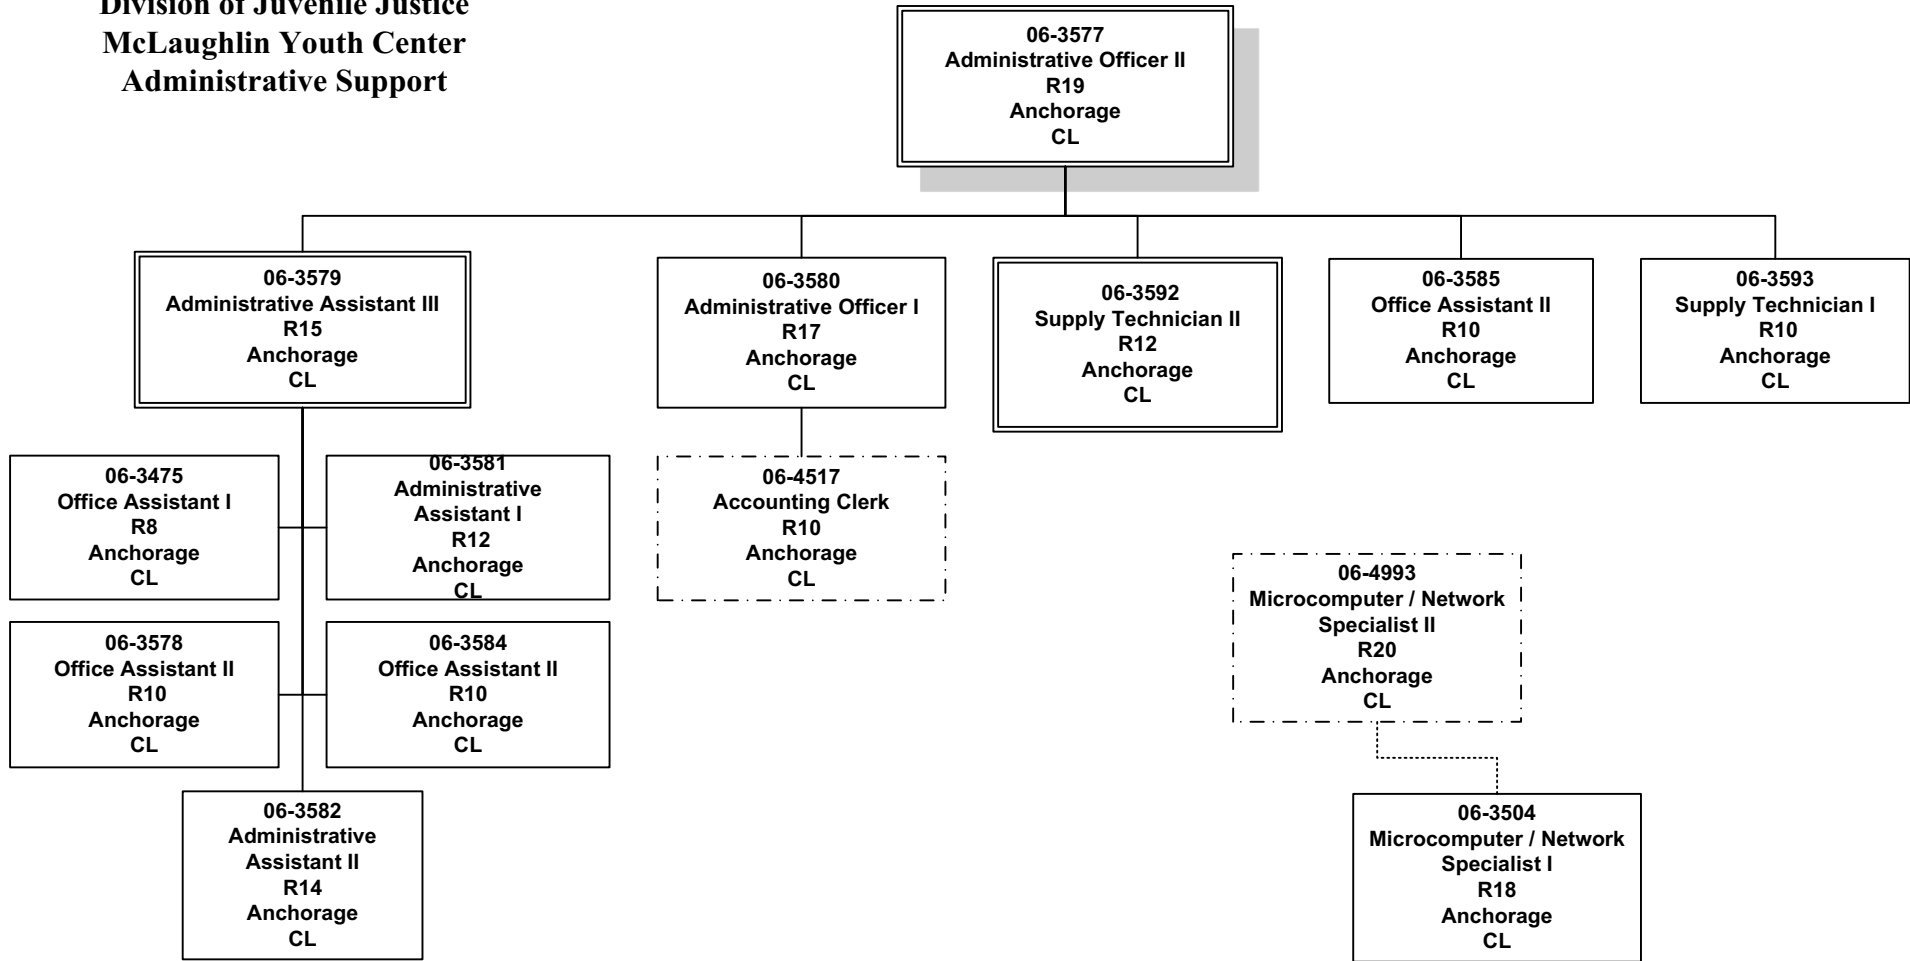 Division of Juvenile Justice
McLaughlin Youth Center
Administrative Support
06-3577
Administrative Officer II
R19
Anchorage
CL
06-3579
Administrative Assistant III
R15
Anchorage
CL
06-3580
Administrative Officer I
R17
Anchorage
CL
06-3592
Supply Technician II
R12
Anchorage
CL
06-3585
Office Assistant II
R10
Anchorage
CL
06-3593
Supply Technician I
R10
Anchorage
CL
06-3475
Office Assistant I
R8
Anchorage
CL
06-3581
Administrative
Assistant I
R12
Anchorage
CL
06-4517
Accounting Clerk
R10
Anchorage
CL
06-4993
Microcomputer / Network
Specialist II
R20
Anchorage
CL
06-3578
Office Assistant II
R10
Anchorage
CL
06-3584
Office Assistant II
R10
Anchorage
CL
06-3582
Administrative
Assistant II
R14
Anchorage
CL
06-3504
Microcomputer / Network
Specialist I
R18
Anchorage
CL